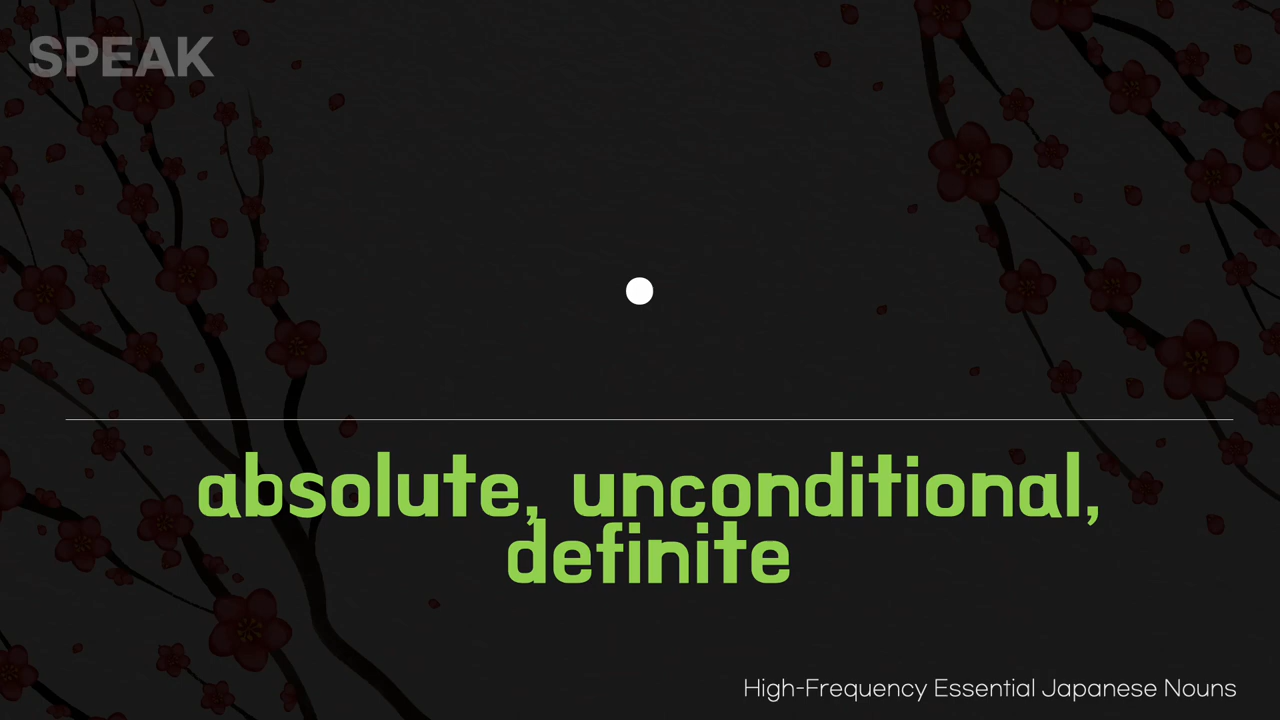 SPEAK
absolute, unconditional,
definite
High-Frequency Essential Japanese Nouns